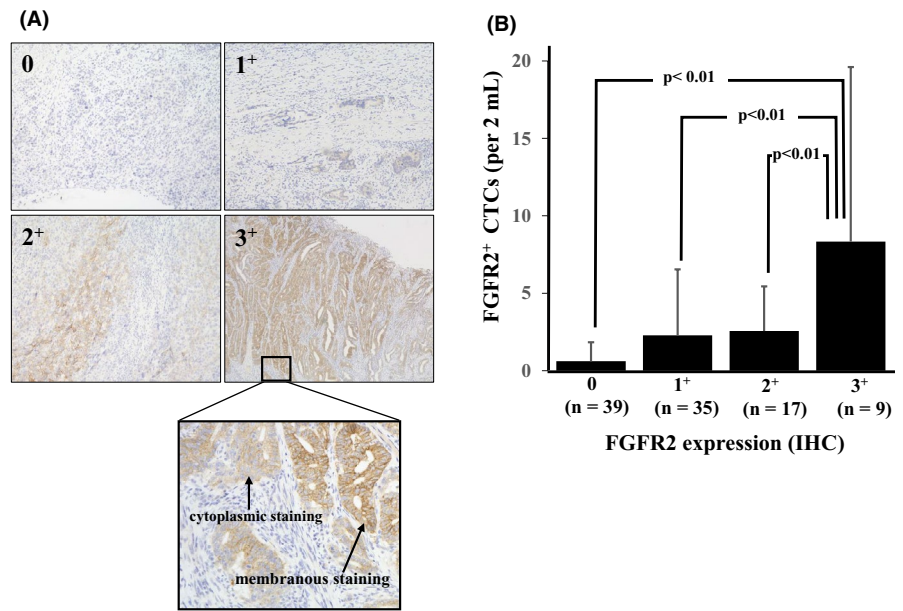 (A)
0
1+
2+
3+
cytoplasmic staining
membranous staining
(B)
FGFR2+ CTCs (per 2 mL)
20
15
10
5
0
p< 0.01
p<0.01
p<0.01
0 1+ 2+ 3+
(n = 39) (n = 35) (n = 17) (n = 9)
FGFR2 expression (IHC)